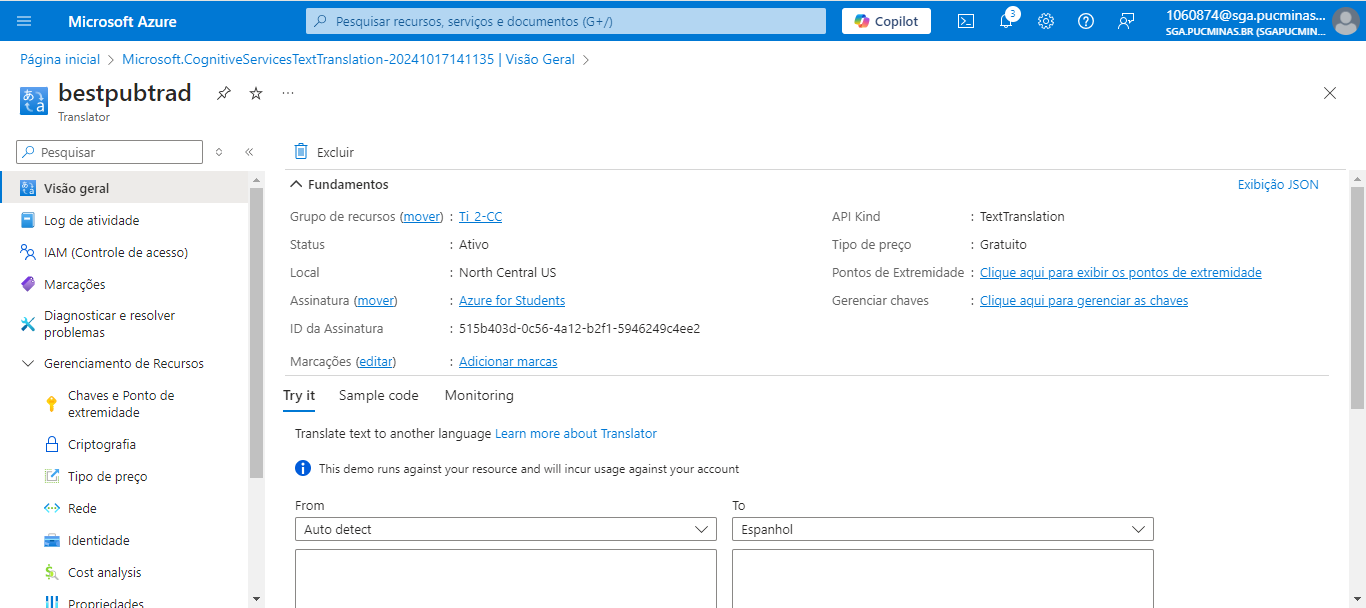 Microsoft Azure
Pesquisar recursos, serviços e documentos (G+/)
Copilot
3
1060874@sga.pucminas...
SGA.PUCMINAS.BR (SGAPUCMIN...
Página inicial > Microsoft.CognitiveServicesTextTranslation-20241017141135 | Visão Geral >
bestpubtrad
Translator
Pesquisar
Visão geral
Log de atividade
IAM (Controle de acesso)
Marcações
Diagnosticar e resolver
problemas
Gerenciamento de Recursos
Chaves e Ponto de
extremidade
Criptografia
Tipo de preço
Rede
Identidade
Cost analysis
Propriedades
Excluir
Fundamentos
Exibição JSON
Grupo de recursos (mover) : Ti_2-CC
Status : Ativo
Local : North Central US
Assinatura (mover) : Azure for Students
ID da Assinatura : 515b403d-0c56-4a12-b2f1-5946249c4ee2
Marcações (editar) : Adicionar marcas
API Kind : TextTranslation
Tipo de preço : Gratuito
Pontos de Extremidade : Clique aqui para exibir os pontos de extremidade
Gerenciar chaves : Clique aqui para gerenciar as chaves
Try it Sample code Monitoring
Translate text to another language Learn more about Translator
This demo runs against your resource and will incur usage against your account
From
Auto detect
To
Espanhol